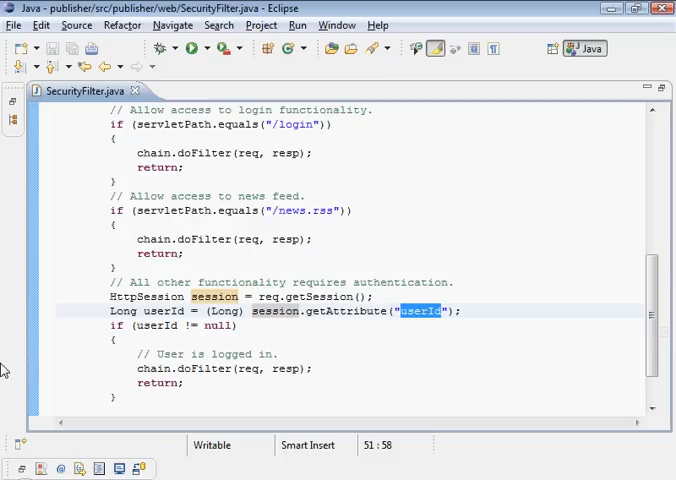 Java - publisher/src/publisher/web/SecurityFilter.java - Eclipse
File Edit Source Refactor Navigate Search Project Run Window Help
Java
SecurityFilter.java
// Allow access to login functionality.
if (servletPath.equals("/login"))
{
chain.doFilter(req, resp);
return;
}
// Allow access to news feed.
if (servletPath.equals("/news.rss"))
{
chain.doFilter(req, resp);
return;
}
// All other functionality requires authentication.
HttpSession session = req.getSession();
Long userId = (Long) session.getAttribute("userId");
if (userId != null)
{
// User is logged in.
chain.doFilter(req, resp);
return;
}
Writable Smart Insert 51 : 58